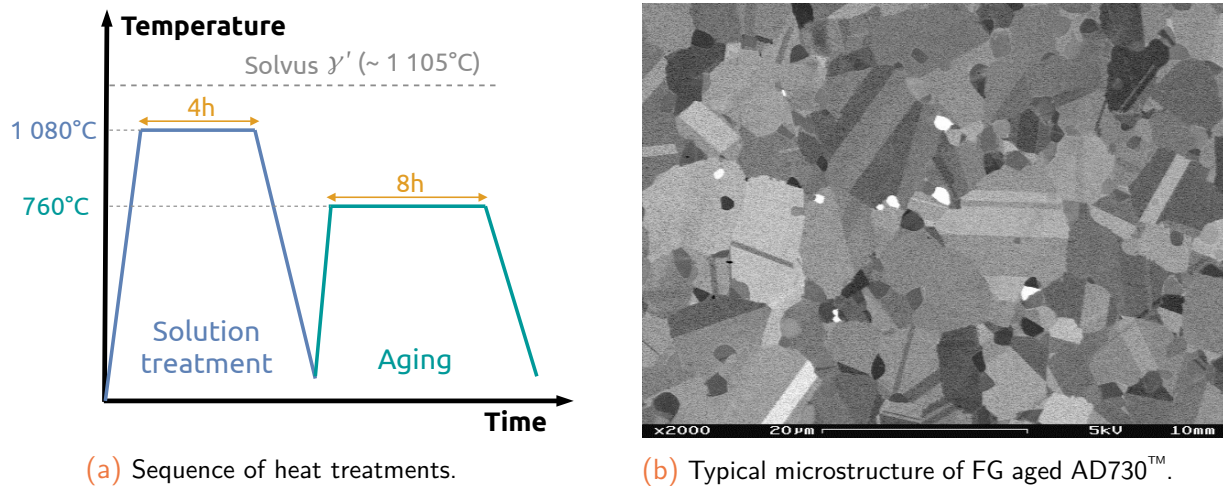 Temperature
Solvus γ' (~ 1 105°C)
4h
1 080°C
8h
760°C
Solution
treatment
Aging
Time
(a) Sequence of heat treatments.
x2000 20µm 5kV 10mm
(b) Typical microstructure of FG aged AD730™.